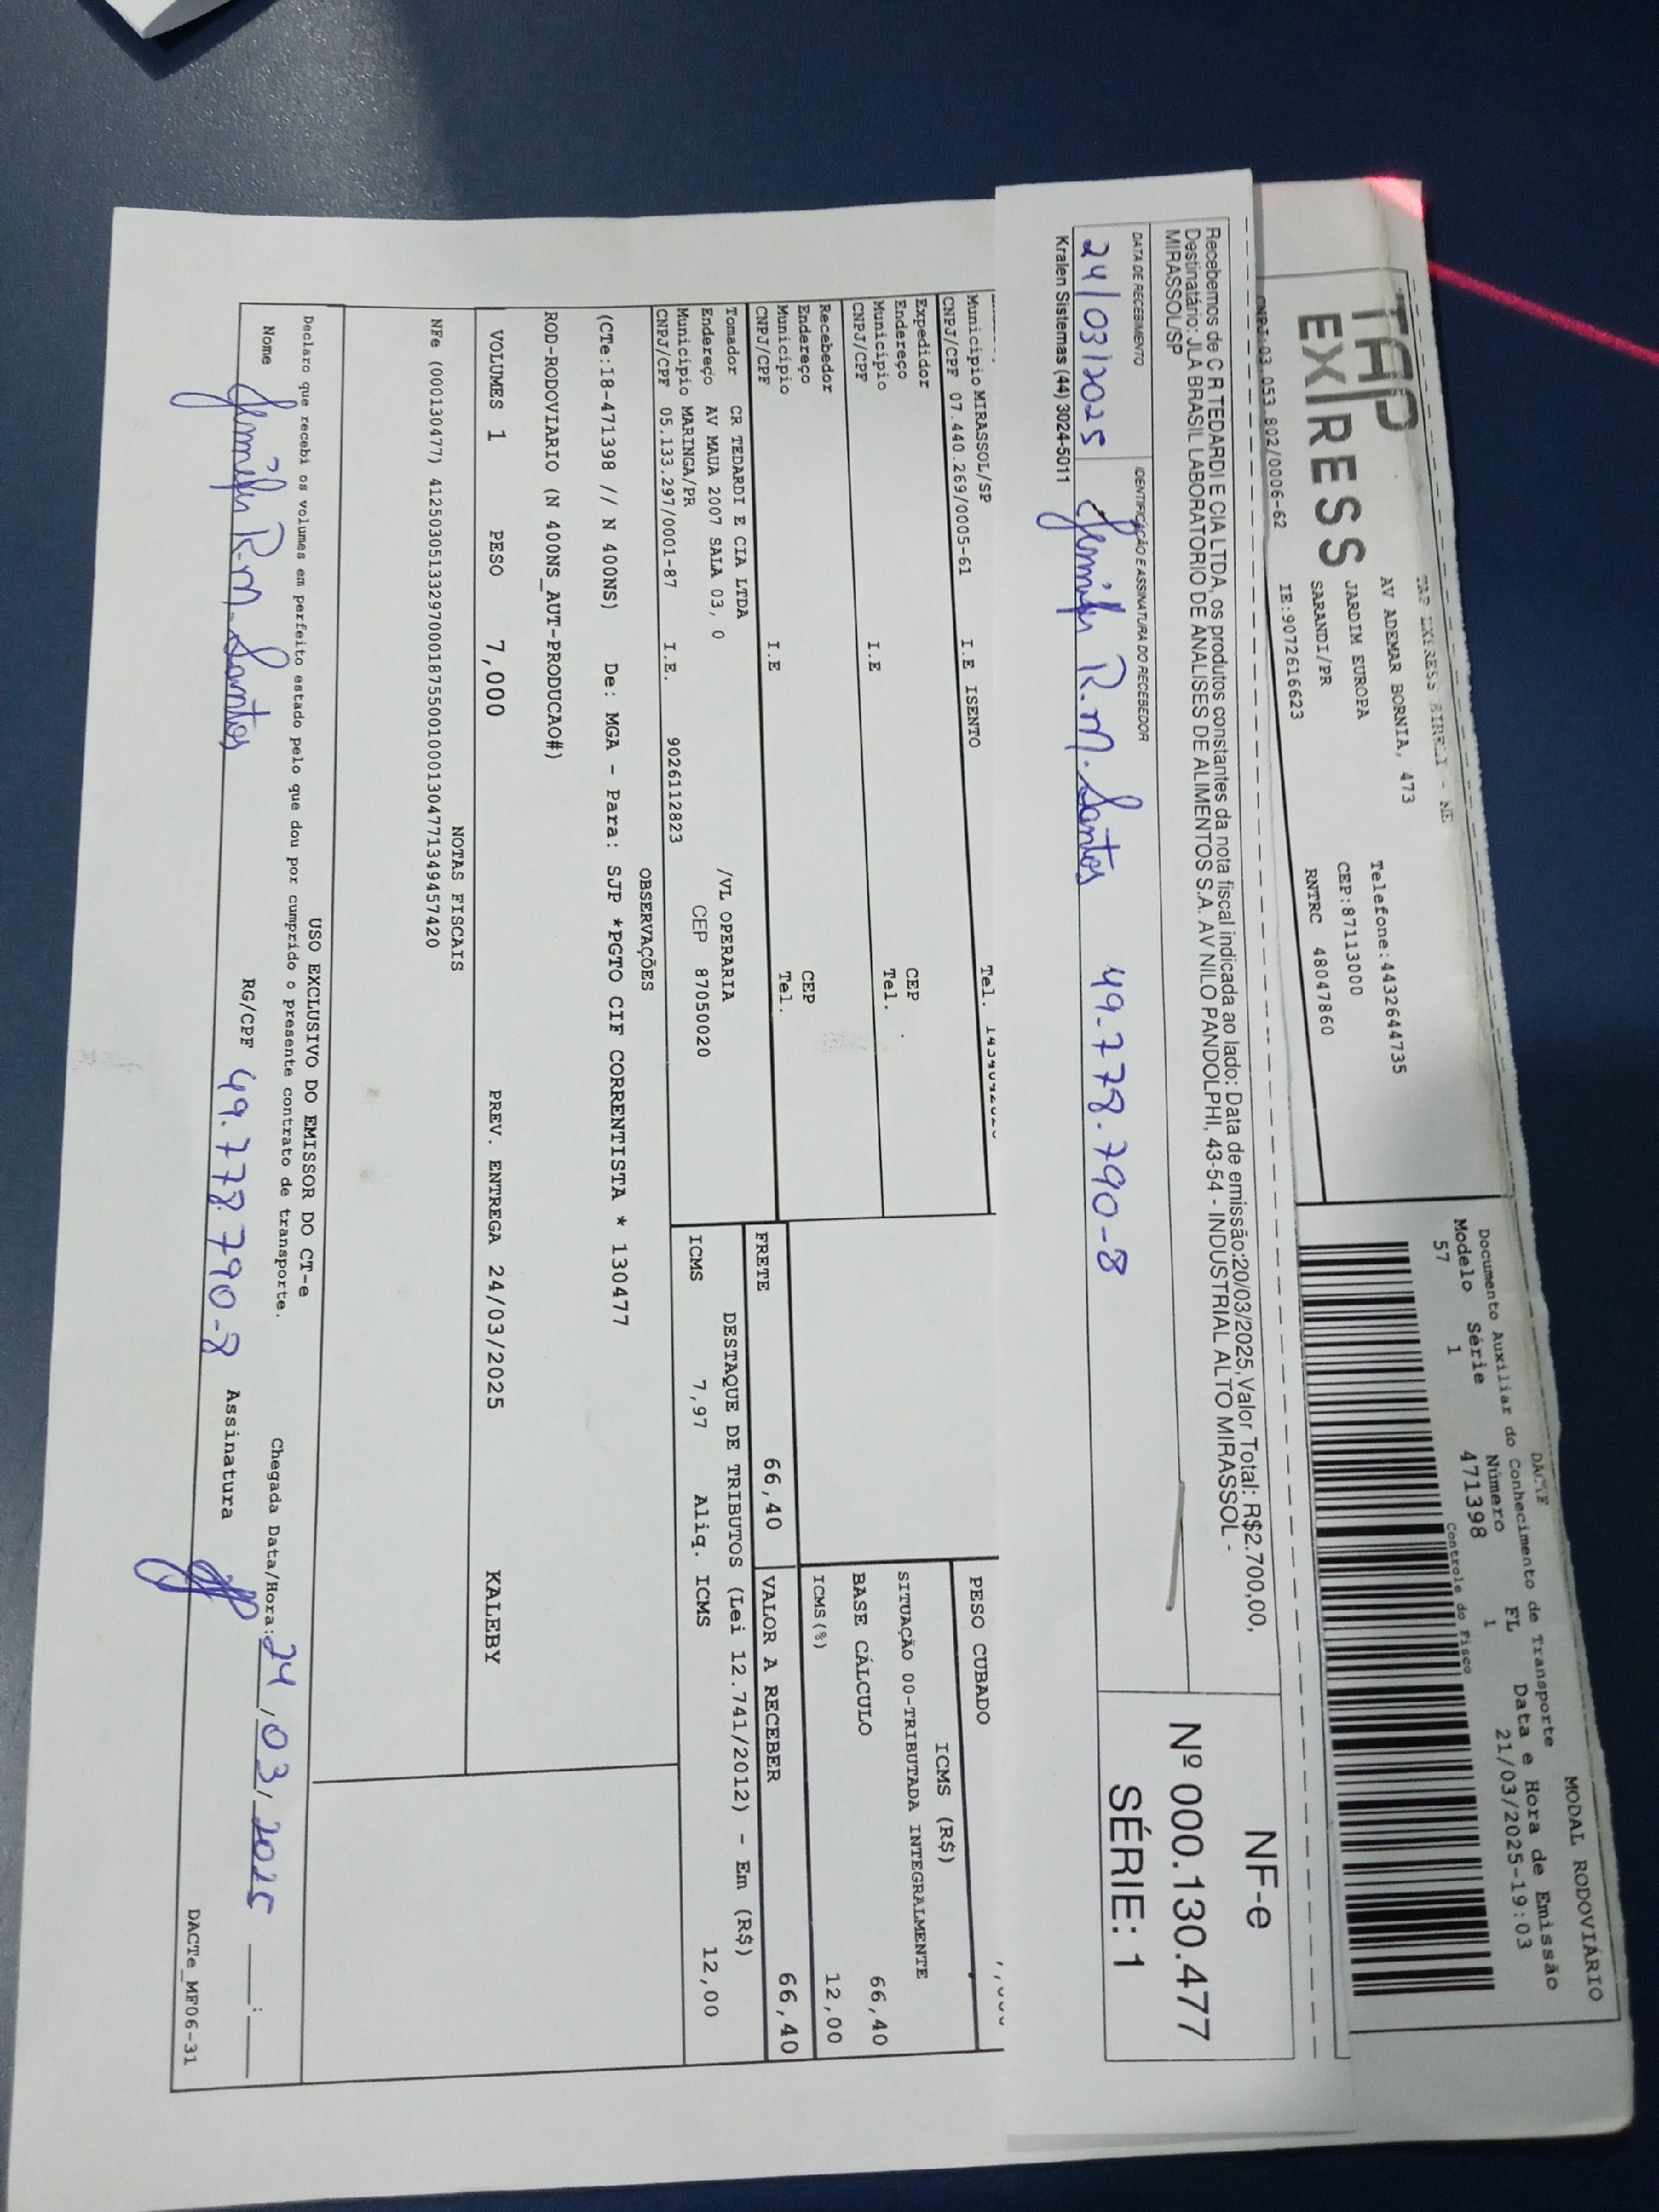 TAP EXPRESS EIRELI - ME
AV ADEMAR BORNIA, 473
JARDIM EUROPA
SARANDI/PR
IE:9072616623
Telefone:4432644735
CEP:87113000
RNTRC 48047860
TAP
EXPRESS
CNPJ:03.053.802/0006-62
MODAL RODOVIÁRIO
DACTE
Documento Auxiliar do Conhecimento de Transporte
Modelo Série Número FL Data e Hora de Emissão
57 1 471398 1 21/03/2025-19:03
Controle do Fisco
Recebemos de C R TEDARDI E CIA LTDA, os produtos constantes da nota fiscal indicada ao lado: Data de emissão:20/03/2025, Valor Total: R$2.700,00,
Destinatário: JLA BRASIL LABORATORIO DE ANALISES DE ALIMENTOS S.A. AV NILO PANDOLPHI, 43-54 - INDUSTRIAL ALTO MIRASSOL -
MIRASSOL/SP
NF-e
Nº 000.130.477
SÉRIE: 1
DATA DE RECEBIMENTO
IDENTIFICAÇÃO E ASSINATURA DO RECEBEDOR
24/03/2025 Jennifer R.M. Santos 49.778.790-8
Kralen Sistemas (44) 3024-5011
Município MIRASSOL/SP Tel.
CNPJ/CPF 07.440.269/0005-61 I.E ISENTO
PESO CUBADO
Expedidor
Endereço CEP
Município Tel.
CNPJ/CPF I.E
ICMS (R$)
SITUAÇÃO 00-TRIBUTADA INTEGRALMENTE
BASE CÁLCULO 66,40
ICMS(%) 12,00
Recebedor
Endereço CEP
Município Tel.
CNPJ/CPF I.E
FRETE 66,40 VALOR A RECEBER 66,40
Tomador CR TEDARDI E CIA LTDA
Endereço AV MAUA 2007 SALA 03, 0 /VL OPERARIA
Município MARINGA/PR CEP 87050020
CNPJ/CPF 05.133.297/0001-87 I.E. 9026112823
DESTAQUE DE TRIBUTOS (Lei 12.741/2012) - Em (R$)
ICMS 7,97 Aliq. ICMS 12,00
OBSERVAÇÕES
(CTe:18-471398 // N 400NS) De: MGA - Para: SJP *PGTO CIF CORRENTISTA * 130477
ROD-RODOVIARIO (N 400NS_AUT-PRODUCAO#)
VOLUMES 1 PESO 7,000 PREV. ENTREGA 24/03/2025 KALEBY
NOTAS FISCAIS
NFe (000130477) 41250305133297000187550010001304771349457420
USO EXCLUSIVO DO EMISSOR DO CT-e
Declaro que recebi os volumes em perfeito estado pelo que dou por cumprido o presente contrato de transporte.
Chegada Data/Hora: 24/03/2025 __:__
Nome Jennifer R.M. Santos RG/CPF 49.778.790-8 Assinatura
DACTe_MF06-31